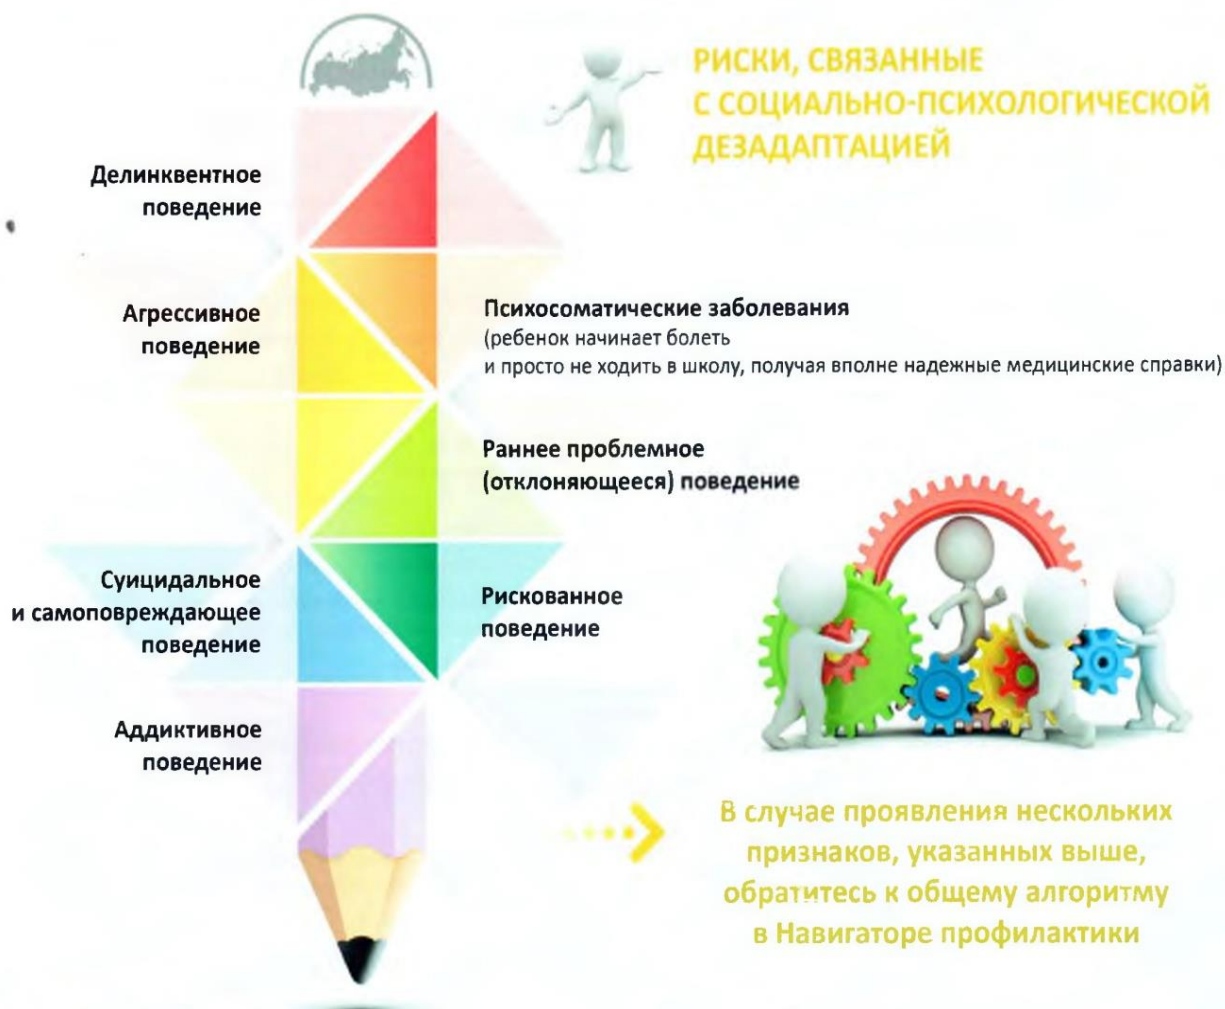 РИСКИ, СВЯЗАННЫЕ
С СОЦИАЛЬНО-ПСИХОЛОГИЧЕСКОЙ
ДЕЗАДАПТАЦИЕЙ
Делинквентное
поведение
Агрессивное
поведение
Психосоматические заболевания
(ребенок начинает болеть
и просто не ходить в школу, получая вполне надежные медицинские справки)
Раннее проблемное
(отклоняющееся) поведение
Суицидальное
и самоповреждающее
поведение
Рискованное
поведение
Аддиктивное
поведение
В случае проявления нескольких
признаков, указанных выше,
обратитесь к общему алгоритму
в Навигаторе профилактики